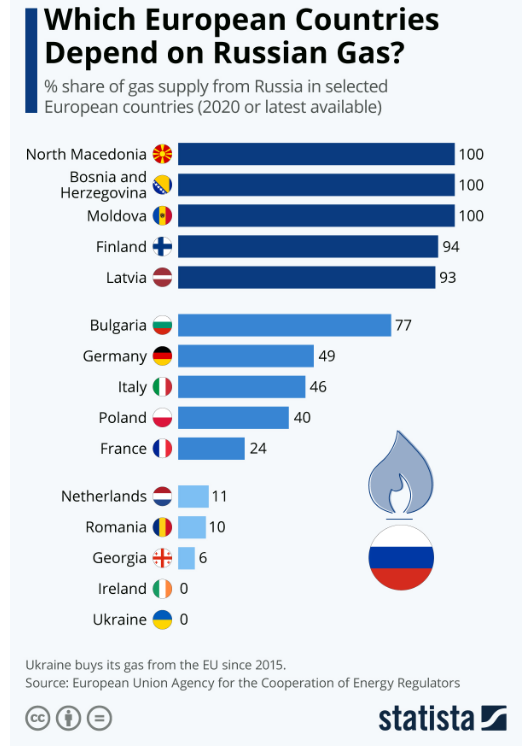 Which European Countries
Depend on Russian Gas?
% share of gas supply from Russia in selected
European countries (2020 or latest available)
North Macedonia 100
Bosnia and
Herzegovina 100
Moldova 100
Finland 94
Latvia 93
Bulgaria 77
Germany 49
Italy 46
Poland 40
France 24
Netherlands 11
Romania 10
Georgia 6
Ireland 0
Ukraine 0
Ukraine buys its gas from the EU since 2015.
Source: European Union Agency for the Cooperation of Energy Regulators
cc statista